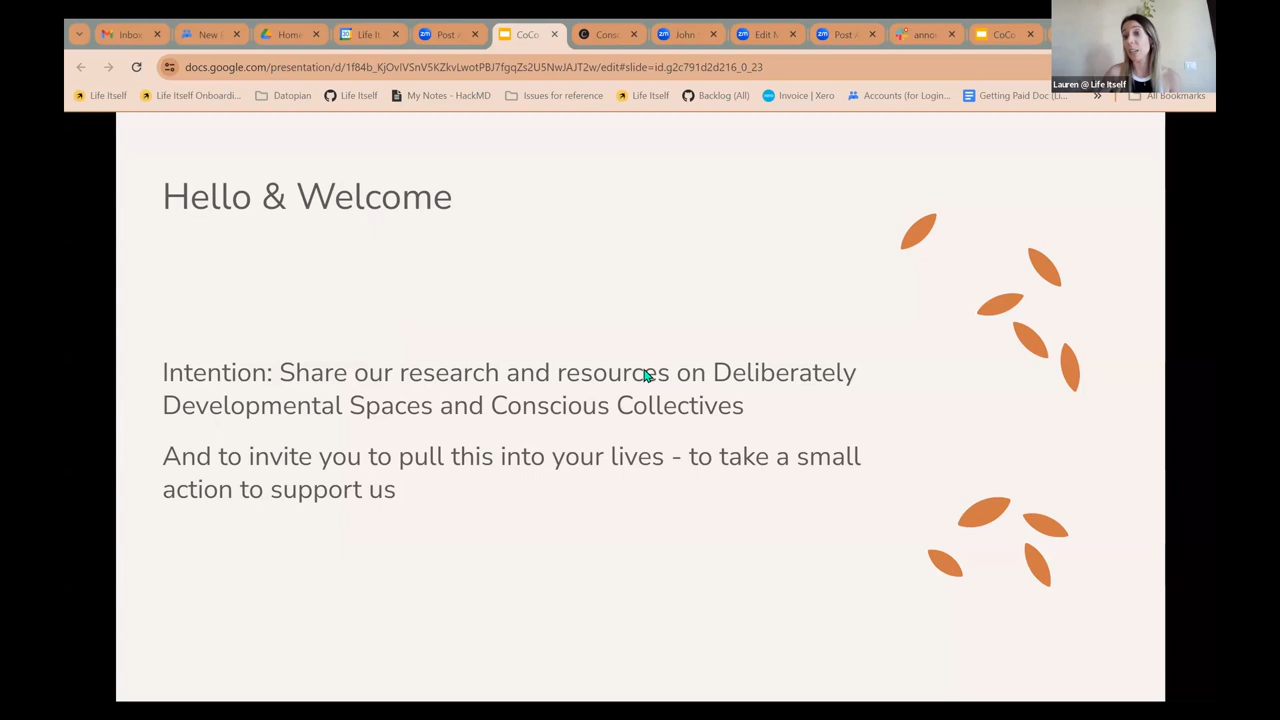 Inbox
New
Home
Life It
Post
CoCo
Consc
John
Edit M
Post
anno
CoCo
docs.google.com/presentation/d/1f84b_KjOvIVSnV5KZkvLwotPBJ7fgqZs2U5NwJAJT2w/edit#slide=id.g2c791d2d216_0_23
Life Itself
Life Itself Onboardi...
Datopian
Life It
My Notes - HackMD
Issues for reference
Life Itself
Backlog (All)
Invoice | Xero
Accounts (for Login...
Getting Paid Doc (Li...
All Bookmarks
Lauren @ Life Itself
Hello & Welcome
Intention: Share our research and resources on Deliberately
Developmental Spaces and Conscious Collectives
And to invite you to pull this into your lives - to take a small
action to support us